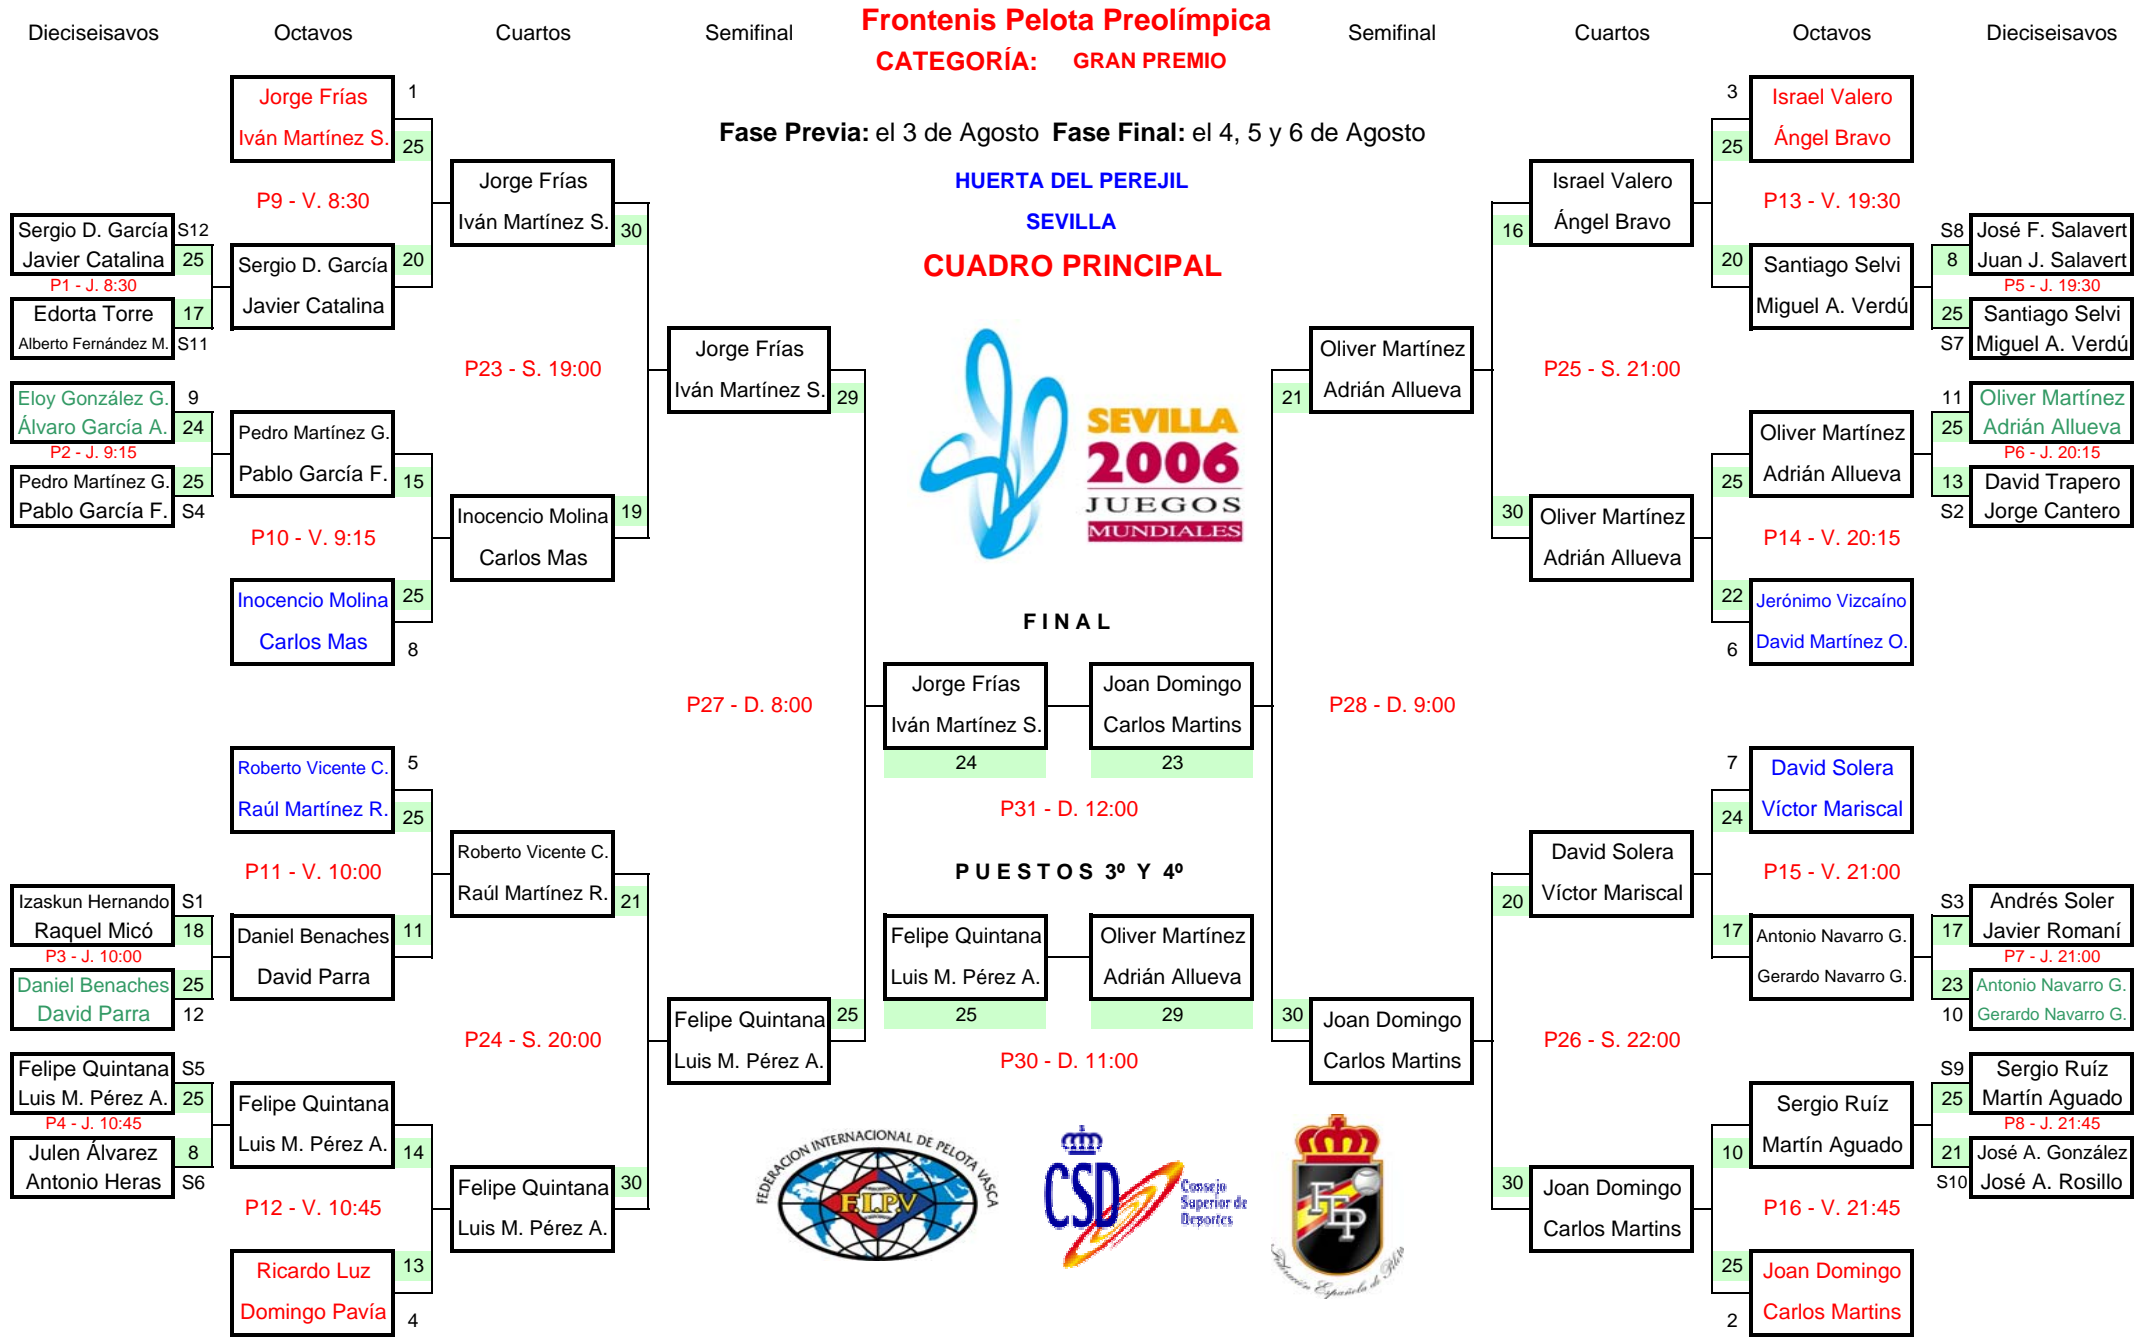 Frontenis Pelota Preolímpica
CATEGORÍA: GRAN PREMIO
Dieciseisavos Octavos Cuartos Semifinal Semifinal Cuartos Octavos Dieciseisavos
Fase Previa: el 3 de Agosto Fase Final: el 4, 5 y 6 de Agosto
HUERTA DEL PEREJIL
SEVILLA
CUADRO PRINCIPAL
Sergio D. García S12
Javier Catalina 25
P1 - J. 8:30
Edorta Torre 17
Alberto Fernández M. S11
Eloy González G. 9
Álvaro García A. 24
P2 - J. 9:15
Pedro Martínez G. 25
Pablo García F. S4
Izaskun Hernando S1
Raquel Micó 18
P3 - J. 10:00
Daniel Benaches 25
David Parra 12
Felipe Quintana S5
Luis M. Pérez A. 25
P4 - J. 10:45
Julen Álvarez 8
Antonio Heras S6
Jorge Frías 1
Iván Martínez S. 25
P9 - V. 8:30
Sergio D. García 20
Javier Catalina
Pedro Martínez G.
Pablo García F. 15
P10 - V. 9:15
Inocencio Molina 25
Carlos Mas 8
Roberto Vicente C. 5
Raúl Martínez R. 25
P11 - V. 10:00
Daniel Benaches 11
David Parra
Felipe Quintana
Luis M. Pérez A. 14
P12 - V. 10:45
Ricardo Luz 13
Domingo Pavía 4
Jorge Frías
Iván Martínez S. 30
P23 - S. 19:00
Inocencio Molina 19
Carlos Mas
Roberto Vicente C.
Raúl Martínez R. 21
P24 - S. 20:00
Felipe Quintana 30
Luis M. Pérez A.
Jorge Frías
Iván Martínez S. 29
P27 - D. 8:00
Felipe Quintana 25
Luis M. Pérez A.
SEVILLA
2006
JUEGOS
MUNDIALES
FINAL
Jorge Frías Joan Domingo
Iván Martínez S. Carlos Martins
24 23
P31 - D. 12:00
PUESTOS 3º Y 4º
Felipe Quintana Oliver Martínez
Luis M. Pérez A. Adrián Allueva
25 29
P30 - D. 11:00
FEDERACION INTERNACIONAL DE PELOTA VASCA
F.I.P.V
CSD
Consejo
Superior de
Deportes
FEP
Federación Española de Pelota
Oliver Martínez
21 Adrián Allueva
P28 - D. 9:00
30 Joan Domingo
Carlos Martins
Israel Valero
16 Ángel Bravo
P25 - S. 21:00
30 Oliver Martínez
Adrián Allueva
David Solera
20 Víctor Mariscal
P26 - S. 22:00
30 Joan Domingo
Carlos Martins
3 Israel Valero
25 Ángel Bravo
P13 - V. 19:30
20 Santiago Selvi
Miguel A. Verdú
Oliver Martínez
25 Adrián Allueva
P14 - V. 20:15
22 Jerónimo Vizcaíno
6 David Martínez O.
7 David Solera
24 Víctor Mariscal
P15 - V. 21:00
17 Antonio Navarro G.
Gerardo Navarro G.
Sergio Ruíz
10 Martín Aguado
P16 - V. 21:45
25 Joan Domingo
2 Carlos Martins
S8 José F. Salavert
8 Juan J. Salavert
P5 - J. 19:30
25 Santiago Selvi
S7 Miguel A. Verdú
11 Oliver Martínez
25 Adrián Allueva
P6 - J. 20:15
13 David Trapero
S2 Jorge Cantero
S3 Andrés Soler
17 Javier Romaní
P7 - J. 21:00
23 Antonio Navarro G.
10 Gerardo Navarro G.
S9 Sergio Ruíz
25 Martín Aguado
P8 - J. 21:45
21 José A. González
S10 José A. Rosillo